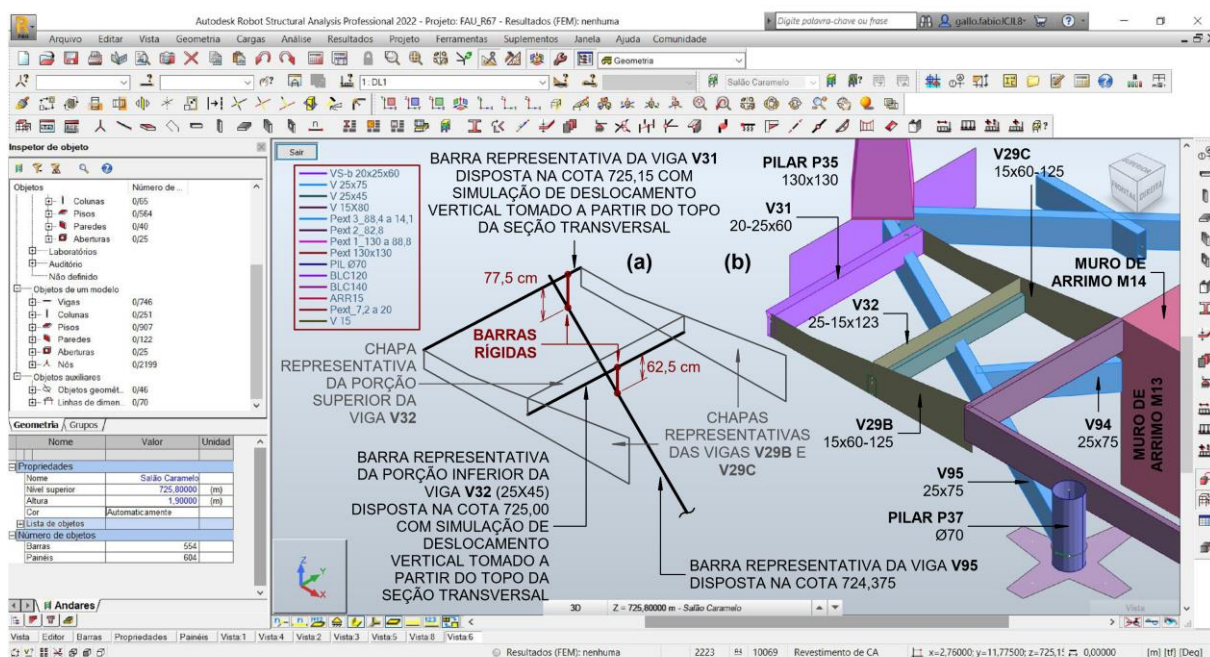 Autodesk Robot Structural Analysis Professional 2022 - Projeto: FAU_R67 - Resultados (FEM): nenhuma
Digite palavra-chave ou frase
gallo.fabioJCJL8
Arquivo Editar Vista Geometria Cargas Análise Resultados Projeto Ferramentas Suplementos Janela Ajuda Comunidade
Geometria
1: DL1
Salão Caramelo
Inspetor de objeto
Objetos Número de ...
Colunas 0/65
Pisos 0/564
Paredes 0/40
Aberturas 0/25
Laboratórios
Auditório
Não definido
Objetos de um modelo
Vigas 0/746
Colunas 0/251
Pisos 0/907
Paredes 0/122
Aberturas 0/25
Nós 0/2199
Objetos auxiliares
Objetos geomét... 0/46
Linhas de dimen... 0/70
Geometria Grupos
Nome Valor Unidad
Propriedades
Nome Salão Caramelo
Nível superior 725,80000 (m)
Altura 1,90000 (m)
Cor Automaticamente
Lista de objetos
Número de objetos
Barras 554
Painéis 604
Andares
Sair
VS-b 20x25x60
V 25x75
V 25x45
V 15X80
Pext 3_88,4 a 14,1
Pext 2_82,8
Pext 1_130 a 88,8
Pext 130x130
PIL Ø70
BLC120
BLC140
ARR15
Pext_7,2 a 20
V 15
BARRA REPRESENTATIVA DA VIGA V31
DISPOSTA NA COTA 725,15 COM
SIMULAÇÃO DE DESLOCAMENTO
VERTICAL TOMADO A PARTIR DO TOPO
DA SEÇÃO TRANSVERSAL
(a)
77,5 cm
BARRAS
RÍGIDAS
62,5 cm
CHAPA
REPRESENTATIVA
DA PORÇÃO
SUPERIOR DA
VIGA V32
CHAPAS
REPRESENTATIVAS
DAS VIGAS V29B E
V29C
BARRA REPRESENTATIVA
DA PORÇÃO INFERIOR DA
VIGA V32 (25X45)
DISPOSTA NA COTA 725,00
COM SIMULAÇÃO DE
DESLOCAMENTO
VERTICAL TOMADO A
PARTIR DO TOPO DA
SEÇÃO TRANSVERSAL
BARRA REPRESENTATIVA DA VIGA V95
DISPOSTA NA COTA 724,375
(b)
PILAR P35
130x130
V31
20-25x60
V29C
15x60-125
SUPERIOR
FRONTAL
DIREITA
MURO DE
ARRIMO M14
V32
25-15x123
MURO DE
ARRIMO M13
V29B
15x60-125
V94
25x75
V95
25x75
PILAR P37
Ø70
Z
Y
X
3D Z = 725,80000 m - Salão Caramelo
Vista
Vista Editor Barras Propriedades Painéis Vista:1 Vista:4 Vista:2 Vista:3 Vista:5 Vista:8 Vista:6
Resultados (FEM): nenhuma 2223 10069 Revestimento de CA x=2,76000; y=11,77500; z=725,15 0,00000 [m] [tf] [Deg]